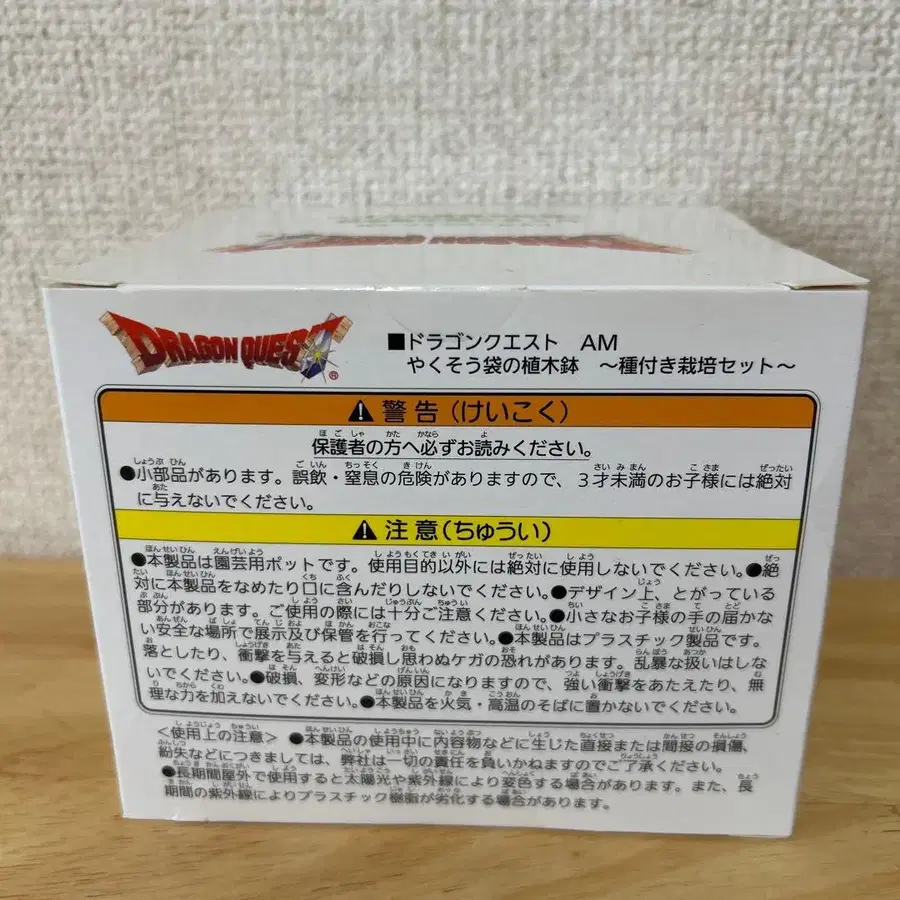 DRAGON QUEST®
■ドラゴンクエスト AM
やくそう袋の植木鉢 ～種付き栽培セット～
⚠警告(けいこく)
保護者の方へ必ずお読みください。
●小部品があります。誤飲・窒息の危険がありますので、3才未満のお子様には絶対
に与えないでください。
⚠注意(ちゅうい)
●本製品は園芸用ポットです。使用目的以外には絶対に使用しないでください。●絶
対に本製品をなめたり口に含んだりしないでください。●デザイン上、とがっている
部分があります。ご使用の際には十分ご注意ください。●小さなお子様の手の届かな
い安全な場所で展示及び保管を行ってください。●本製品はプラスチック製品です。
落としたり、衝撃を与えると破損し思わぬケガの恐れがあります。乱暴な扱いはしな
いでください。●破損、変形などの原因になりますので、強い衝撃をあたえたり、無
理な力を加えないでください。●本製品を火気・高温のそばに置かないでください。
<使用上の注意> ●本製品の使用中に内容物などに生じた直接または間接の損傷、
紛失などにつきましては、弊社は一切の責任を負いかねますのでご了承ください。
●長期間屋外で使用すると太陽光や紫外線により変色する場合があります。また、長
期間の紫外線によりプラスチック樹脂が劣化する場合があります。